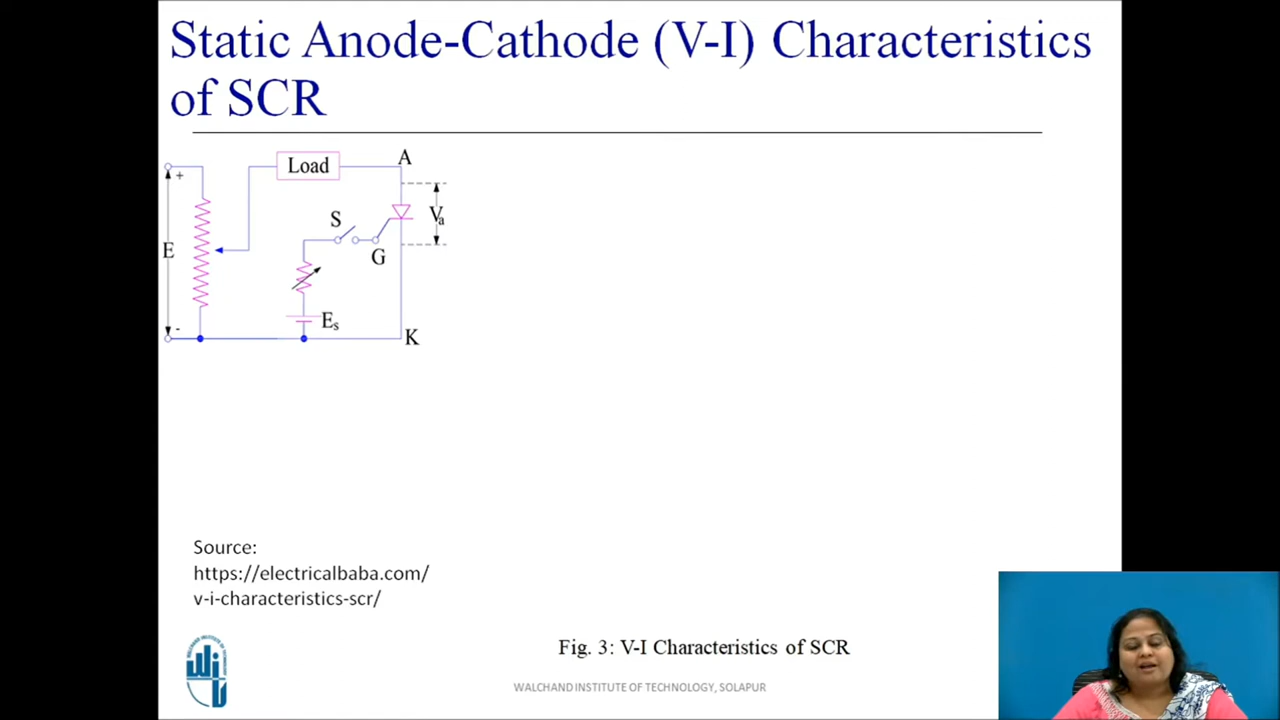 Static Anode-Cathode (V-I) Characteristics
of SCR
Load
A
+
S
Va
E
G
Es
-
K
Source:
https://electricalbaba.com/
v-i-characteristics-scr/
Fig. 3: V-I Characteristics of SCR
WALCHAND INSTITUTE OF TECHNOLOGY, SOLAPUR